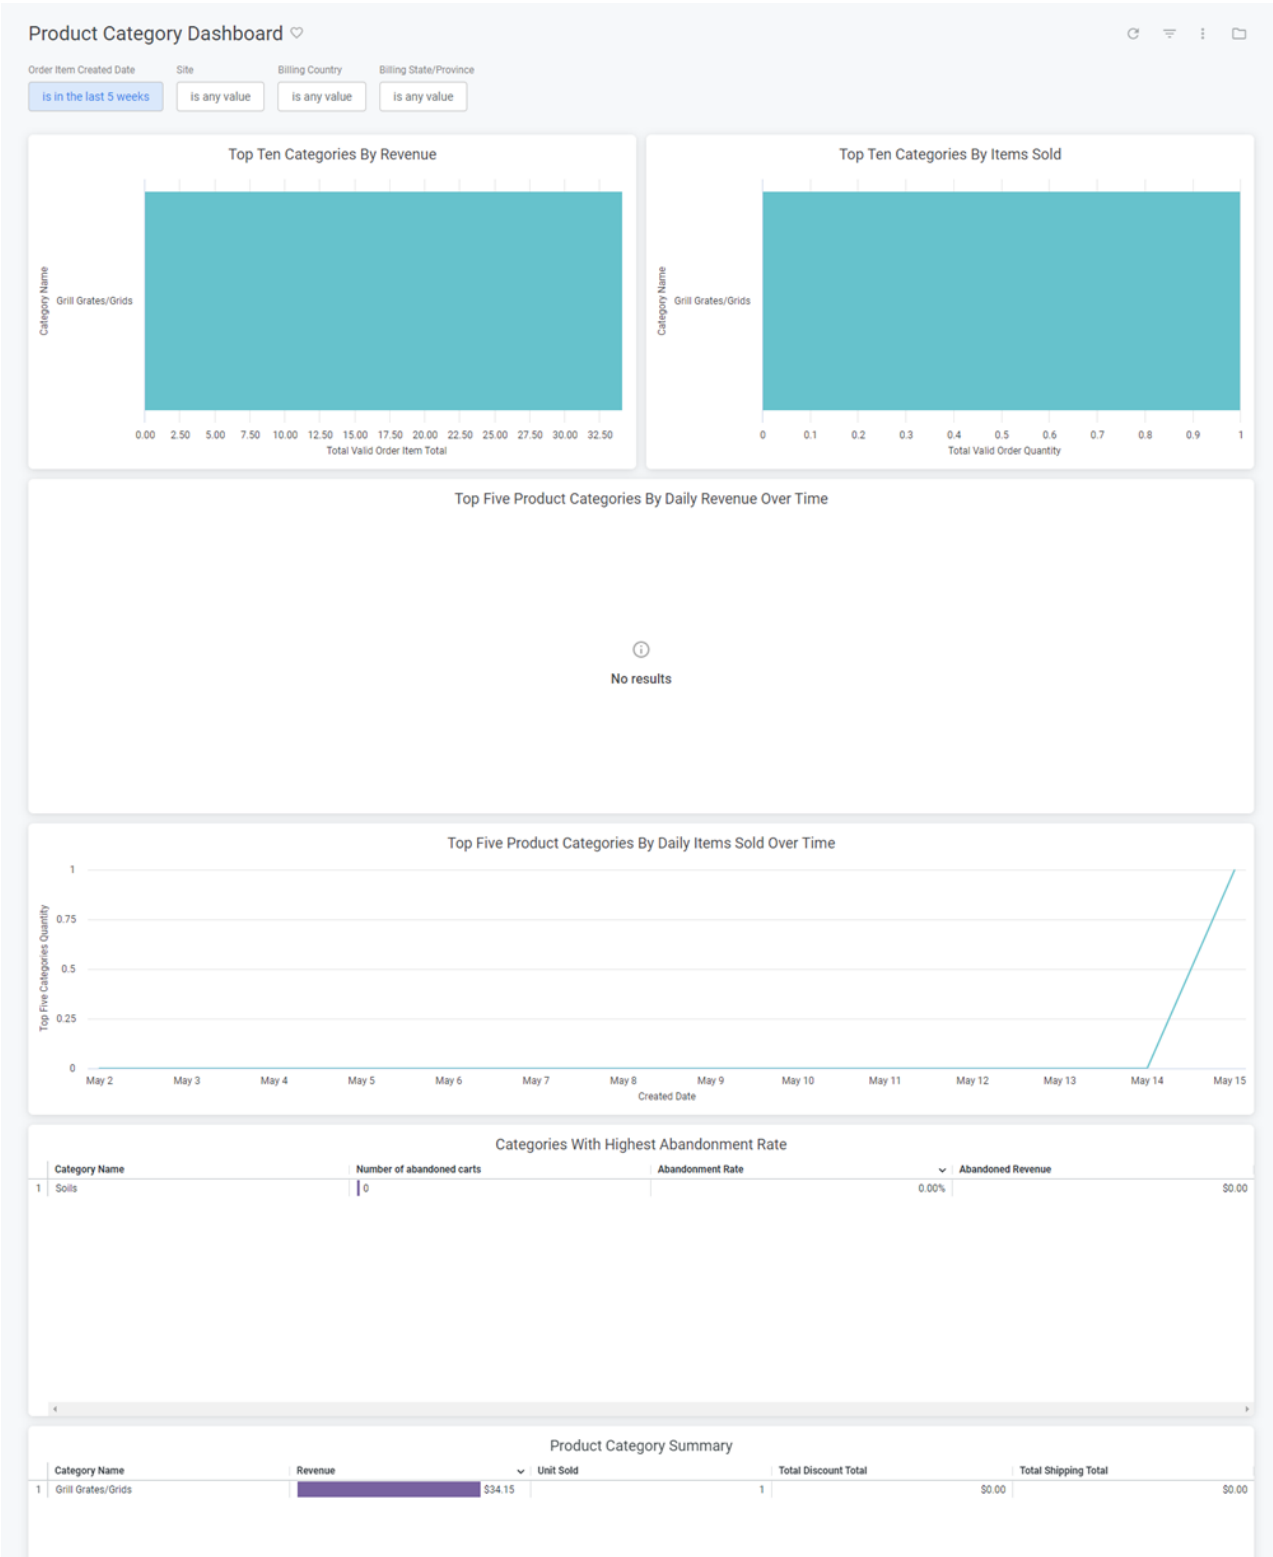 Product Category Dashboard
Order Item Created Date Site Billing Country Billing State/Province
is in the last 5 weeks is any value is any value is any value
Top Ten Categories By Revenue
Category Name
Grill Grates/Grids
0.00 2.50 5.00 7.50 10.00 12.50 15.00 17.50 20.00 22.50 25.00 27.50 30.00 32.50
Total Valid Order Item Total
Top Ten Categories By Items Sold
Category Name
Grill Grates/Grids
0 0.1 0.2 0.3 0.4 0.5 0.6 0.7 0.8 0.9 1
Total Valid Order Quantity
Top Five Product Categories By Daily Revenue Over Time
No results
Top Five Product Categories By Daily Items Sold Over Time
Top Five Categories Quantity
1
0.75
0.5
0.25
0
May 2 May 3 May 4 May 5 May 6 May 7 May 8 May 9 May 10 May 11 May 12 May 13 May 14 May 15
Created Date
Categories With Highest Abandonment Rate
Category Name Number of abandoned carts Abandonment Rate Abandoned Revenue
1 Soils 0 0.00% $0.00
Product Category Summary
Category Name Revenue Unit Sold Total Discount Total Total Shipping Total
1 Grill Grates/Grids $34.15 1 $0.00 $0.00